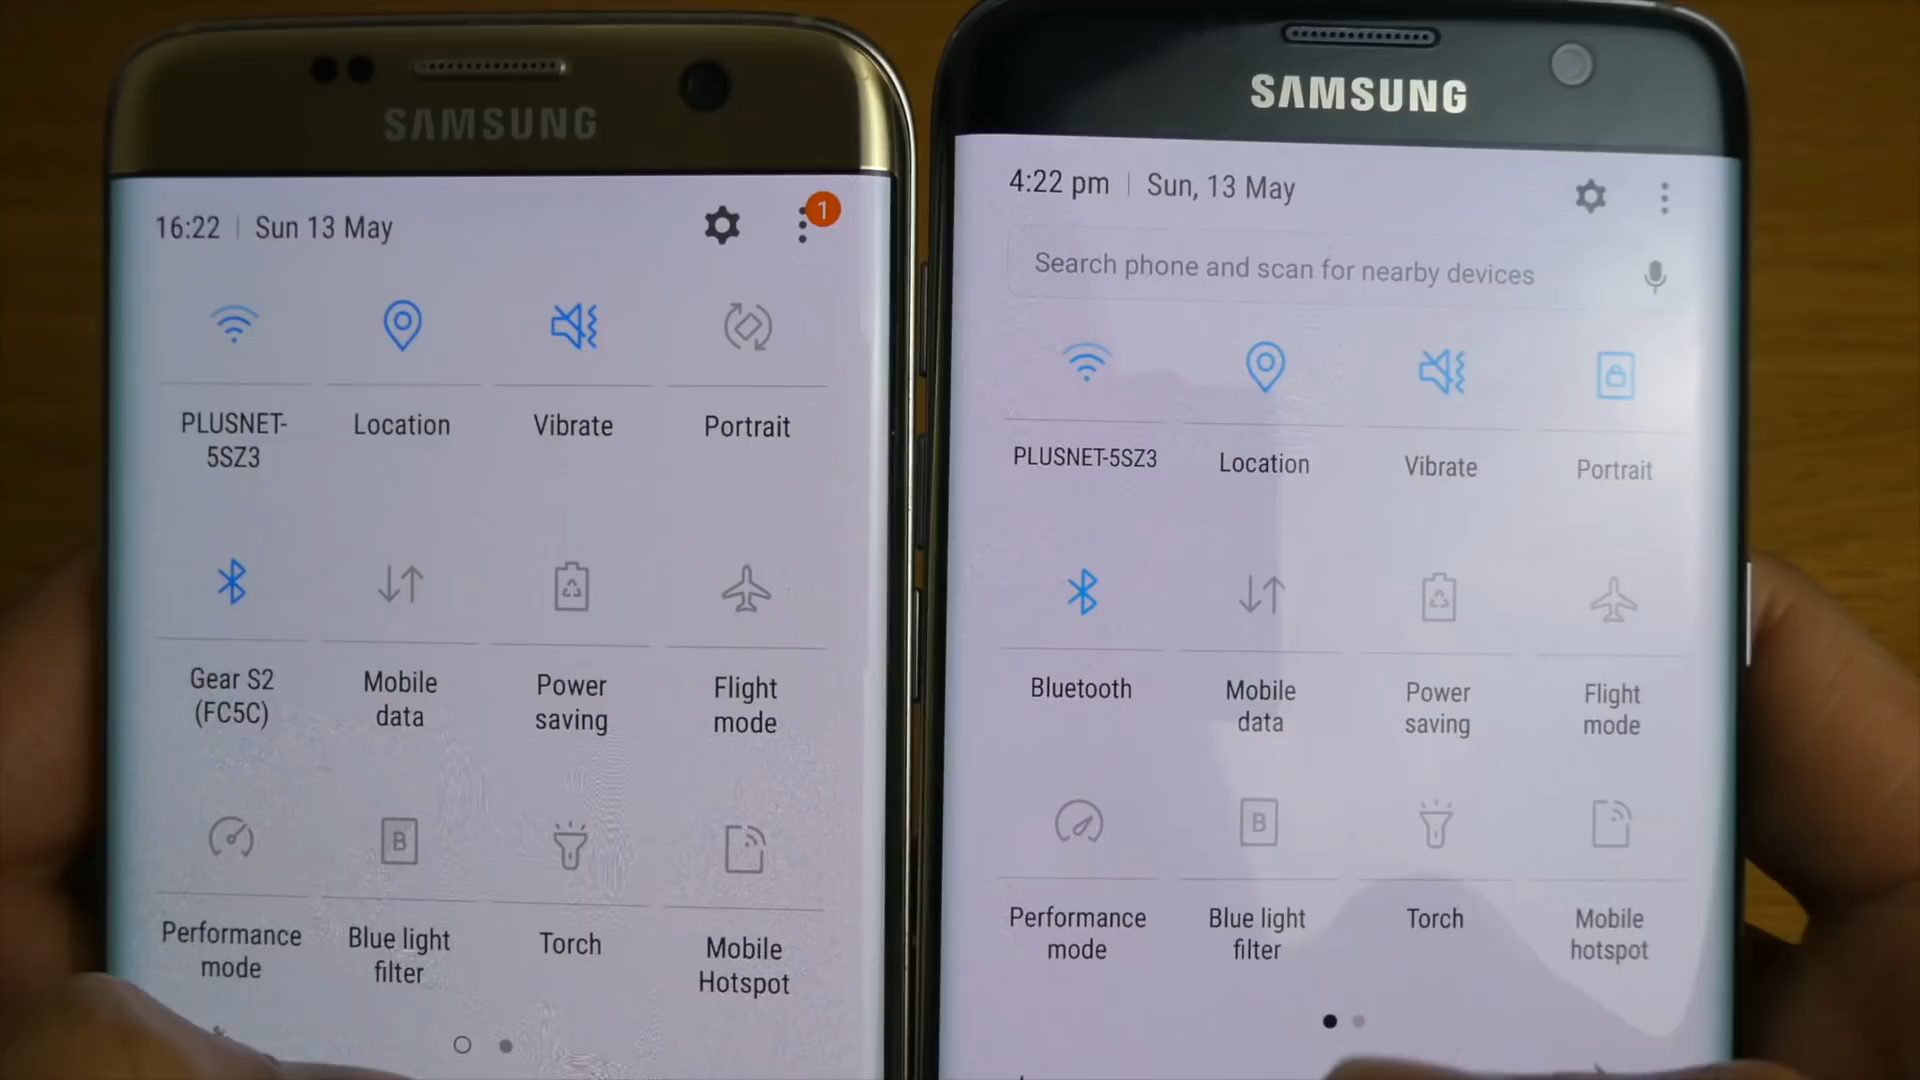 SAMSUNG
16:22 | Sun 13 May
1
PLUSNET-
5SZ3
Location
Vibrate
Portrait
Gear S2
(FC5C)
Mobile
data
Power
saving
Flight
mode
B
Performance
mode
Blue light
filter
Torch
Mobile
Hotspot
SAMSUNG
4:22 pm | Sun, 13 May
Search phone and scan for nearby devices
PLUSNET-5SZ3
Location
Vibrate
Portrait
Bluetooth
Mobile
data
Power
saving
Flight
mode
B
Performance
mode
Blue light
filter
Torch
Mobile
hotspot